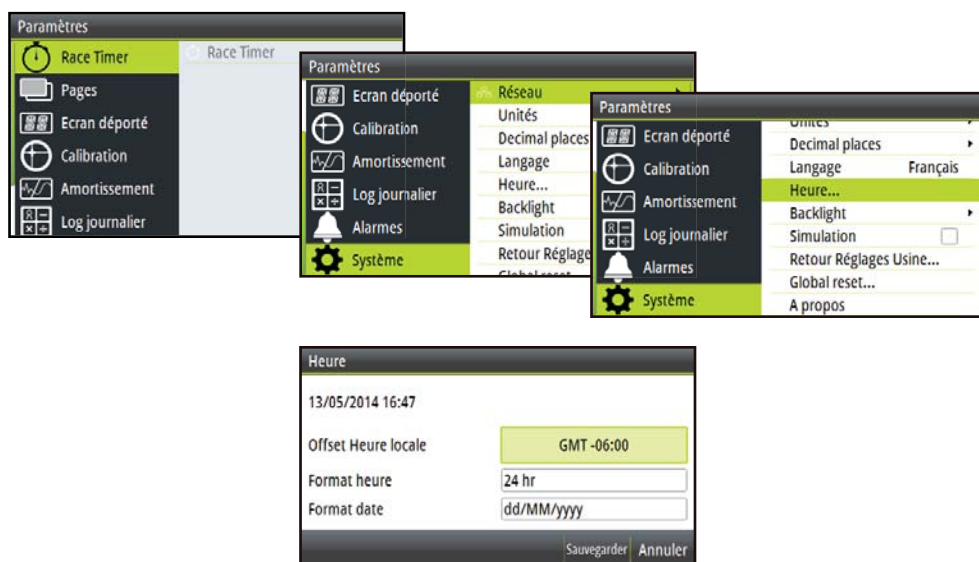 Paramètres
Race Timer
Race Timer
Pages
Ecran déporté
Calibration
Amortissement
Log journalier
Paramètres
Ecran déporté
Réseau
Calibration
Unités
Decimal places
Amortissement
Langage
Log journalier
Heure...
Backlight
Alarmes
Simulation
Système
Retour Réglage
Global reset
Paramètres
Unités
Ecran déporté
Decimal places
Calibration
Langage Français
Amortissement
Heure...
Backlight
Log journalier
Simulation
Alarmes
Retour Réglages Usine...
Global reset...
Système
A propos
Heure
13/05/2014 16:47
Offset Heure locale GMT -06:00
Format heure 24 hr
Format date dd/MM/yyyy
Sauvegarder Annuler